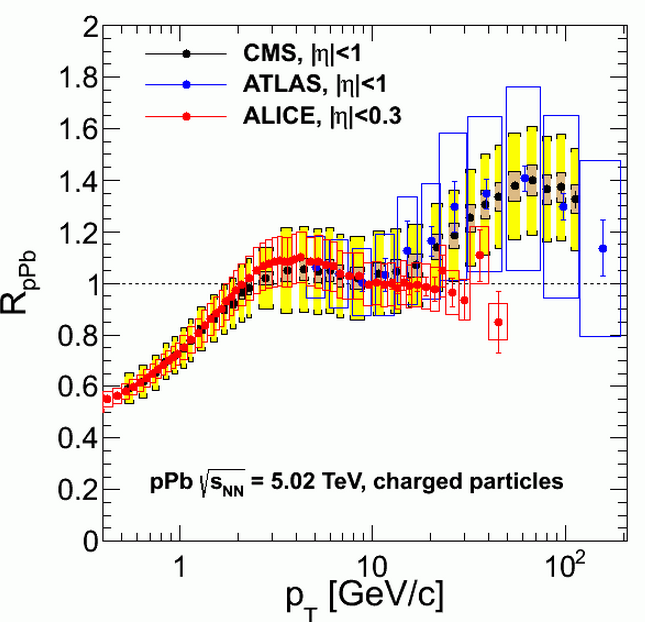 2
1.8
1.6
1.4
1.2
1
0.8
0.6
0.4
0.2
0
R_pPb
CMS, |η|<1
ATLAS, |η|<1
ALICE, |η|<0.3
pPb √s_NN = 5.02 TeV, charged particles
1 10 10²
p_T [GeV/c]